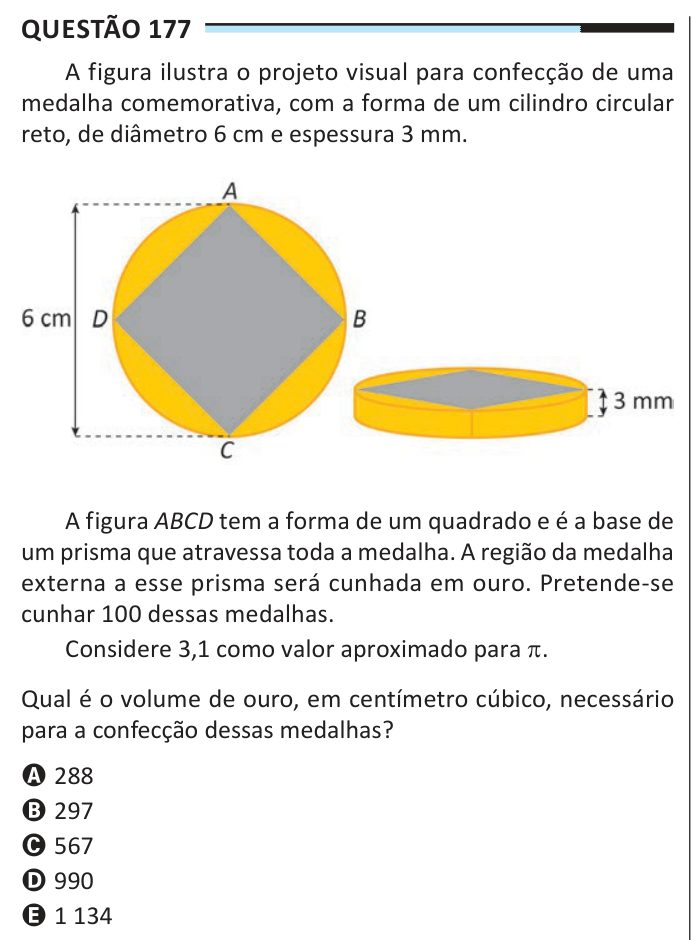 QUESTÃO 177
A figura ilustra o projeto visual para confecção de uma
medalha comemorativa, com a forma de um cilindro circular
reto, de diâmetro 6 cm e espessura 3 mm.
A
6 cm
D
B
3 mm
C
A figura ABCD tem a forma de um quadrado e é a base de
um prisma que atravessa toda a medalha. A região da medalha
externa a esse prisma será cunhada em ouro. Pretende-se
cunhar 100 dessas medalhas.
Considere 3,1 como valor aproximado para π.
Qual é o volume de ouro, em centímetro cúbico, necessário
para a confecção dessas medalhas?
A 288
B 297
C 567
D 990
E 1 134